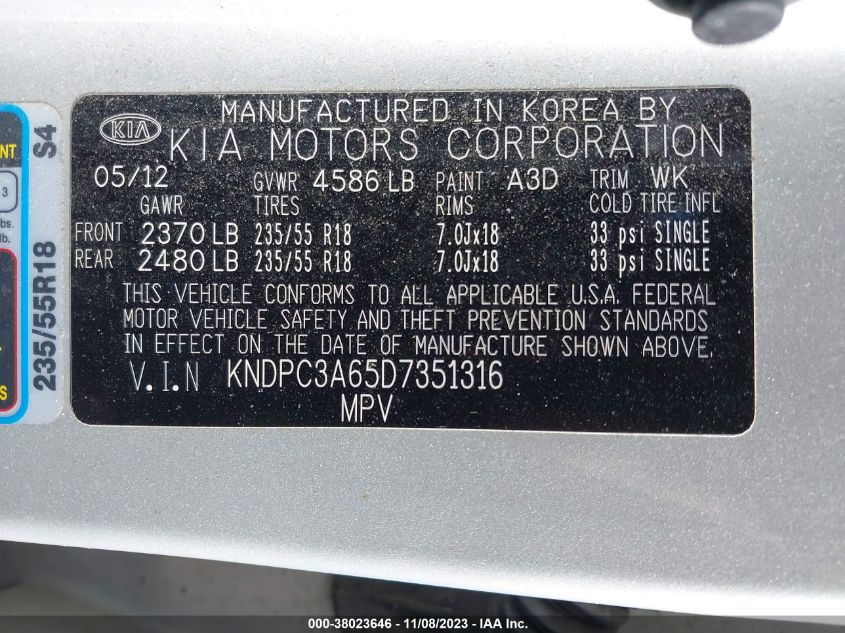 MANUFACTURED IN KOREA BY
KIA KIA MOTORS CORPORATION
05/12 GVWR 4586 LB PAINT A3D TRIM WK
GAWR TIRES RIMS COLD TIRE INFL
FRONT 2370 LB 235/55 R18 7.0Jx18 33 psi SINGLE
REAR 2480 LB 235/55 R18 7.0Jx18 33 psi SINGLE
THIS VEHICLE CONFORMS TO ALL APPLICABLE U.S.A. FEDERAL
MOTOR VEHICLE SAFETY AND THEFT PREVENTION STANDARDS
IN EFFECT ON THE DATE OF MANUFACTURE SHOWN ABOVE.
V.I.N KNDPC3A65D7351316
MPV
235/55R18 S4
NT
3
bs.
lb.
S
000-38023646 - 11/08/2023 - IAA Inc.